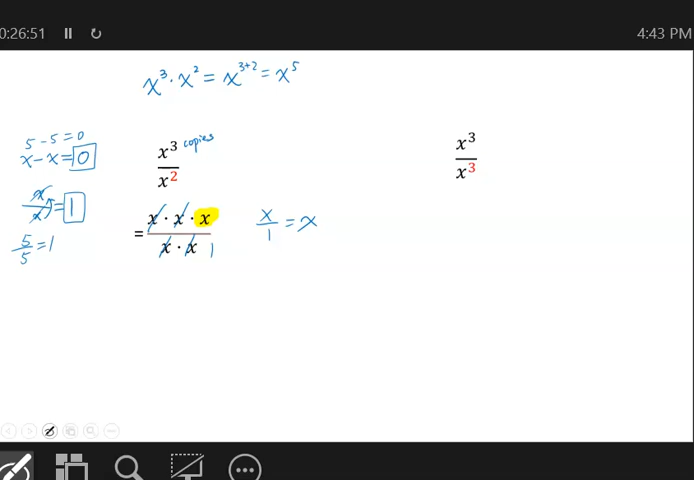 0:26:51
4:43 PM
x³ · x² = x³⁺² = x⁵
5 - 5 = 0
x - x = 0
x/x = 1
5/5 = 1
x³ copies
x²
= x · x · x
x · x 1
x/1 = x
x³
x³